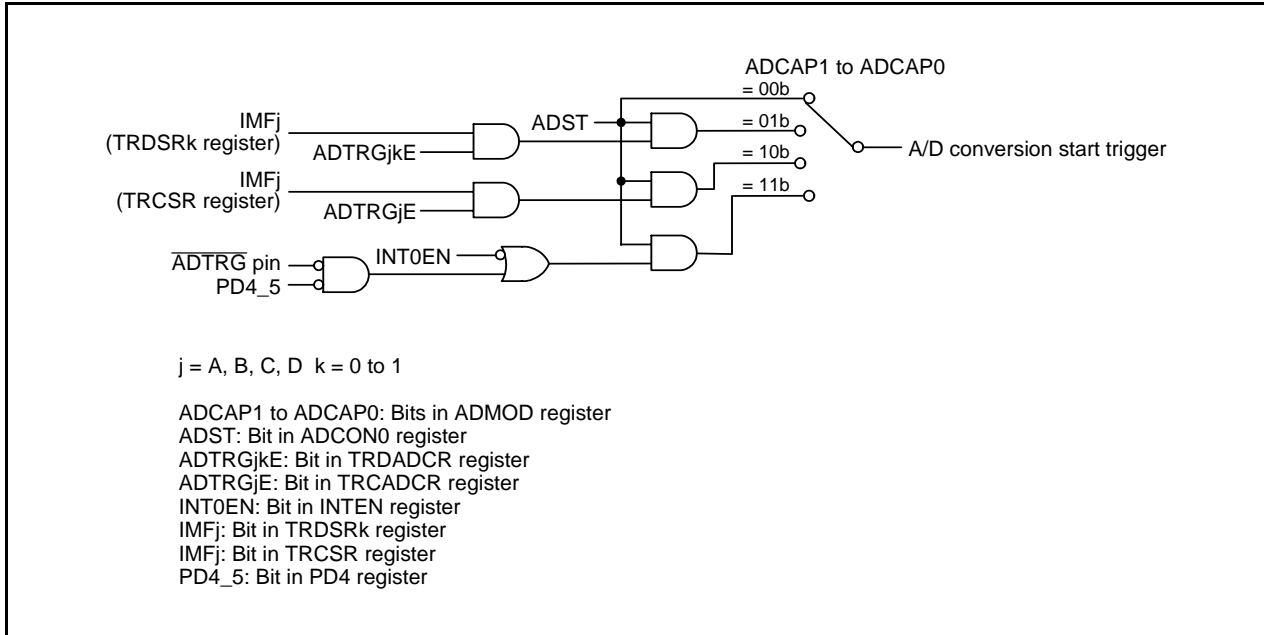 ADCAP1 to ADCAP0
= 00b
IMFj
(TRDSRk register)
ADTRGjkE
ADST
= 01b
A/D conversion start trigger
= 10b
IMFj
(TRCSR register)
ADTRGjE
= 11b
ADTRG pin
PD4_5
INT0EN
j = A, B, C, D k = 0 to 1
ADCAP1 to ADCAP0: Bits in ADMOD register
ADST: Bit in ADCON0 register
ADTRGjkE: Bit in TRDADCR register
ADTRGjE: Bit in TRCADCR register
INT0EN: Bit in INTEN register
IMFj: Bit in TRDSRk register
IMFj: Bit in TRCSR register
PD4_5: Bit in PD4 register